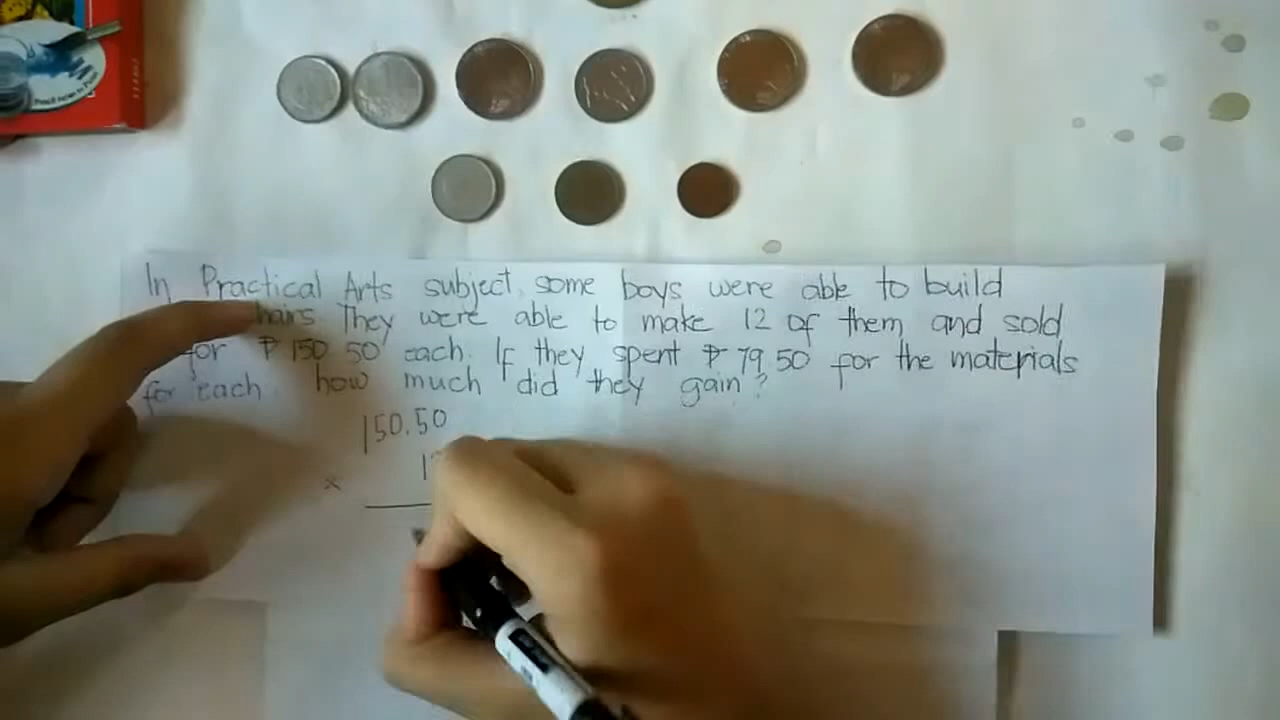 In Practical Arts subject, some boys were able to build
hairs They were able to make 12 of them and sold
for ₱150 50 each. If they spent ₱79 50 for the materials
for each. how much did they gain?
150.50
x 1